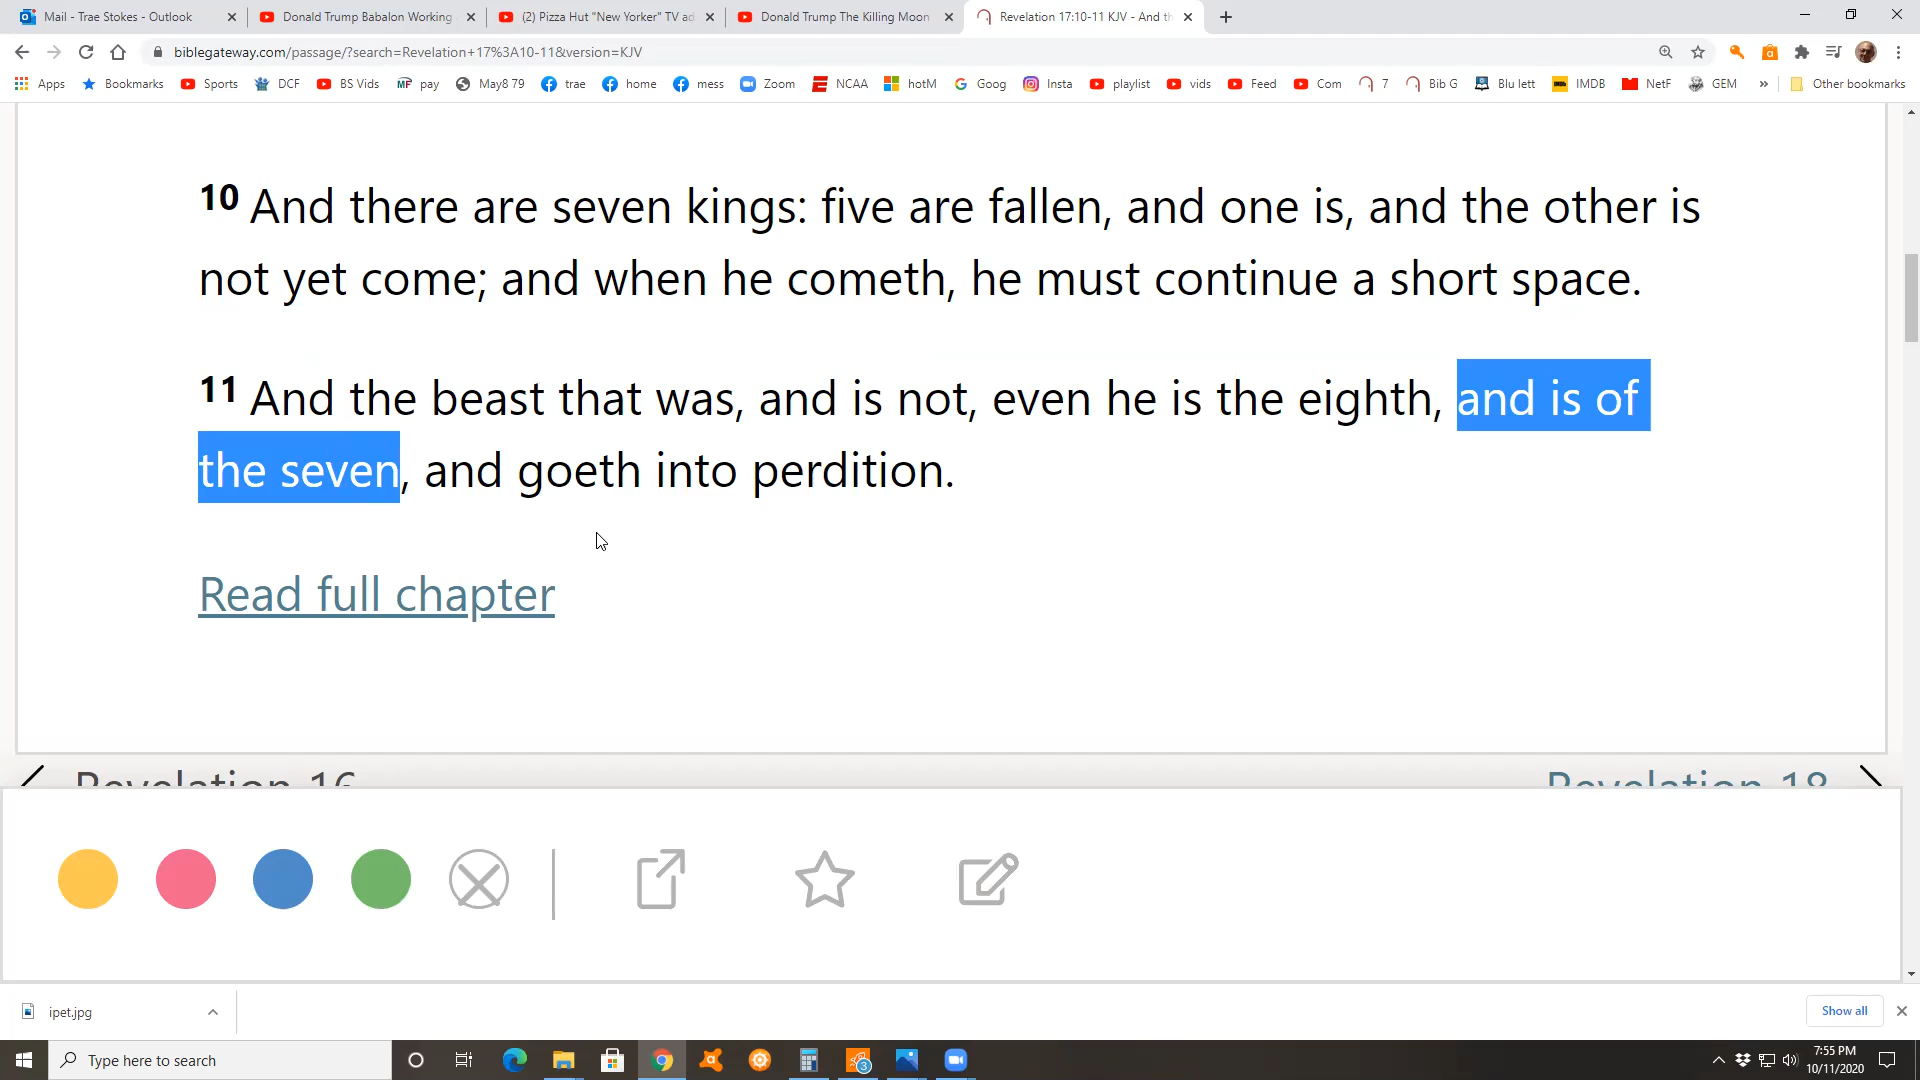 Mail - Trae Stokes - Outlook
Donald Trump Babalon Working
(2) Pizza Hut "New Yorker" TV ad
Donald Trump The Killing Moon
Revelation 17:10-11 KJV - And th
biblegateway.com/passage/?search=Revelation+17%3A10-11&version=KJV
Apps
Bookmarks
Sports
DCF
BS Vids
MF pay
May8 79
trae
home
mess
Zoom
NCAA
hotM
Goog
Insta
playlist
vids
Feed
Com
7
Bib G
Blu lett
IMDB
NetF
GEM
»
Other bookmarks
10 And there are seven kings: five are fallen, and one is, and the other is
not yet come; and when he cometh, he must continue a short space.
11 And the beast that was, and is not, even he is the eighth, and is of
the seven, and goeth into perdition.
Read full chapter
Revelation 16
Revelation 18
ipet.jpg
Show all
Type here to search
3
7:55 PM
10/11/2020